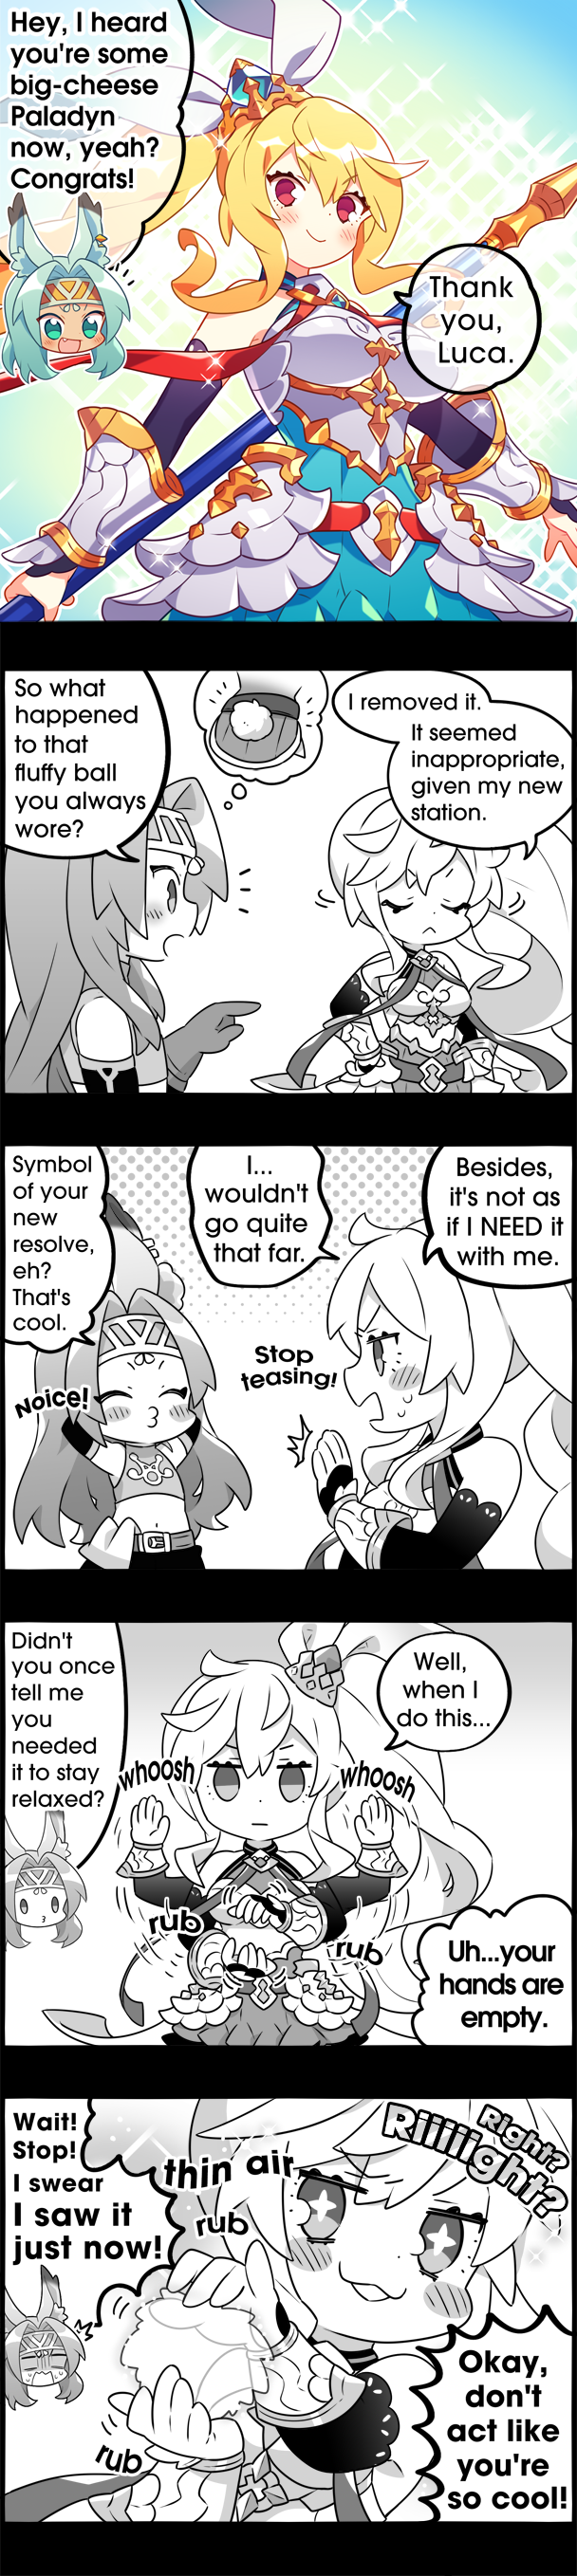 Hey, I heard
you're some
big-cheese
Paladyn
now, yeah?
Congrats!
Thank
you,
Luca.
So what
happened
to that
fluffy ball
you always
wore?
I removed it.
It seemed
inappropriate,
given my new
station.
Besides,
it's not as
if I NEED it
with me.
Symbol
of your
new
resolve,
eh?
That's
cool.
Noice!
I...
wouldn't
go quite
that far.
Stop
teasing!
Didn't
you once
tell me
you
needed
it to stay
relaxed?
Well,
when I
do this...
whoosh
whoosh
rub
rub
Uh...your
hands are
empty.
Right?
Riiiiight?
thin air
rub
rub
Wait!
Stop!
I swear
I saw it
just now!
Okay,
don't
act like
you're
so cool!